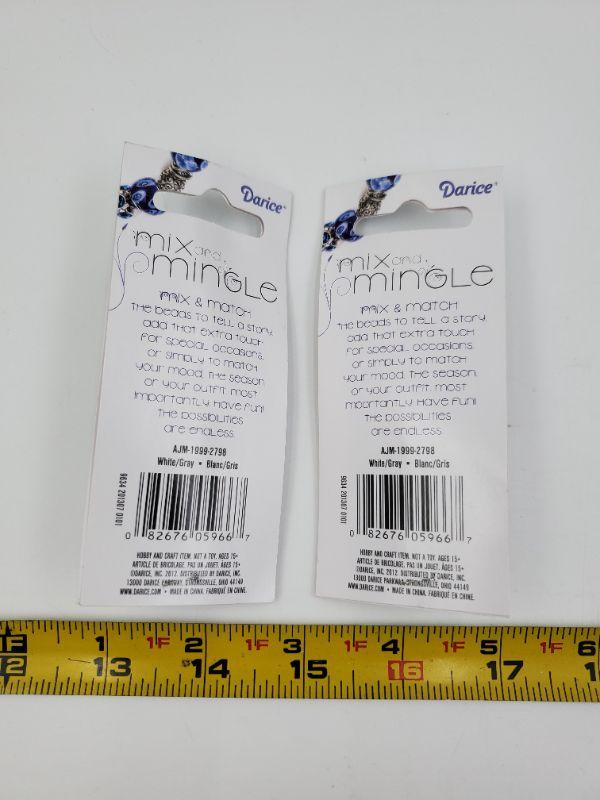 Darice
mix and
mingle
mix & match
the beads to tell a story,
add that extra touch
for special occasions,
or simply to match
your mood, the season,
or your outfit. most
importantly, have fun!
the possibilities
are endless.
AJM-1999-2798
White/Gray • Blanc/Gris
9634 201307 0101
0 82676 05966 7
HOBBY AND CRAFT ITEM. NOT A TOY. AGES 15+
ARTICLE DE BRICOLAGE. PAS UN JOUET. AGES 15+
©DARICE, INC. 2012. DISTRIBUTED BY DARICE, INC.
13000 DARICE PARKWAY, STRONGSVILLE, OHIO 44149
WWW.DARICE.COM • MADE IN CHINA. FABRIQUÉ EN CHINE.
Darice
mix and
mingle
mix & match
the beads to tell a story,
add that extra touch
for special occasions,
or simply to match
your mood, the season,
or your outfit. most
importantly, have fun!
the possibilities
are endless.
AJM-1999-2798
White/Gray • Blanc/Gris
9634 201307 0101
0 82676 05966 7
HOBBY AND CRAFT ITEM. NOT A TOY. AGES 15+
ARTICLE DE BRICOLAGE. PAS UN JOUET. AGES 15+
©DARICE, INC. 2012. DISTRIBUTED BY DARICE, INC.
13000 DARICE PARKWAY, STRONGSVILLE, OHIO 44149
WWW.DARICE.COM • MADE IN CHINA. FABRIQUÉ EN CHINE.
1F 1 1F 2 1F 3 1F 4 1F 5 1F 6
12 13 14 15 16 17